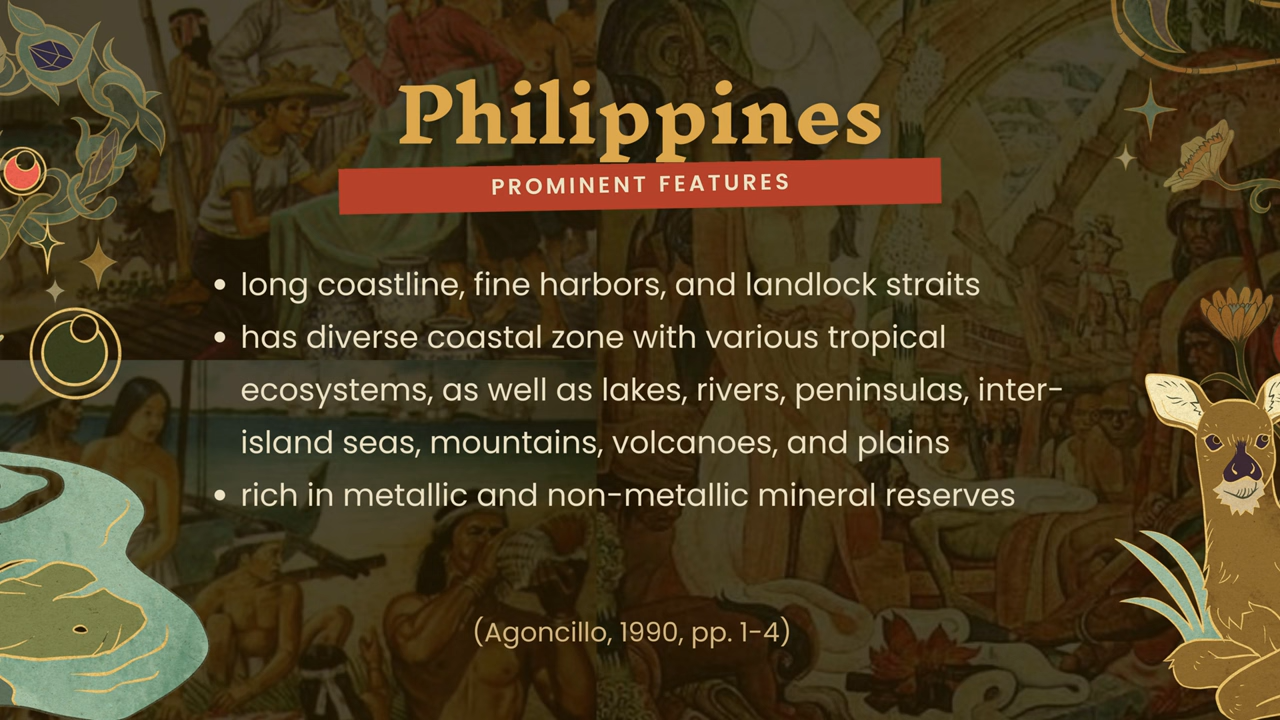 Philippines
PROMINENT FEATURES
• long coastline, fine harbors, and landlock straits
• has diverse coastal zone with various tropical
ecosystems, as well as lakes, rivers, peninsulas, inter-
island seas, mountains, volcanoes, and plains
• rich in metallic and non-metallic mineral reserves
(Agoncillo, 1990, pp. 1-4)